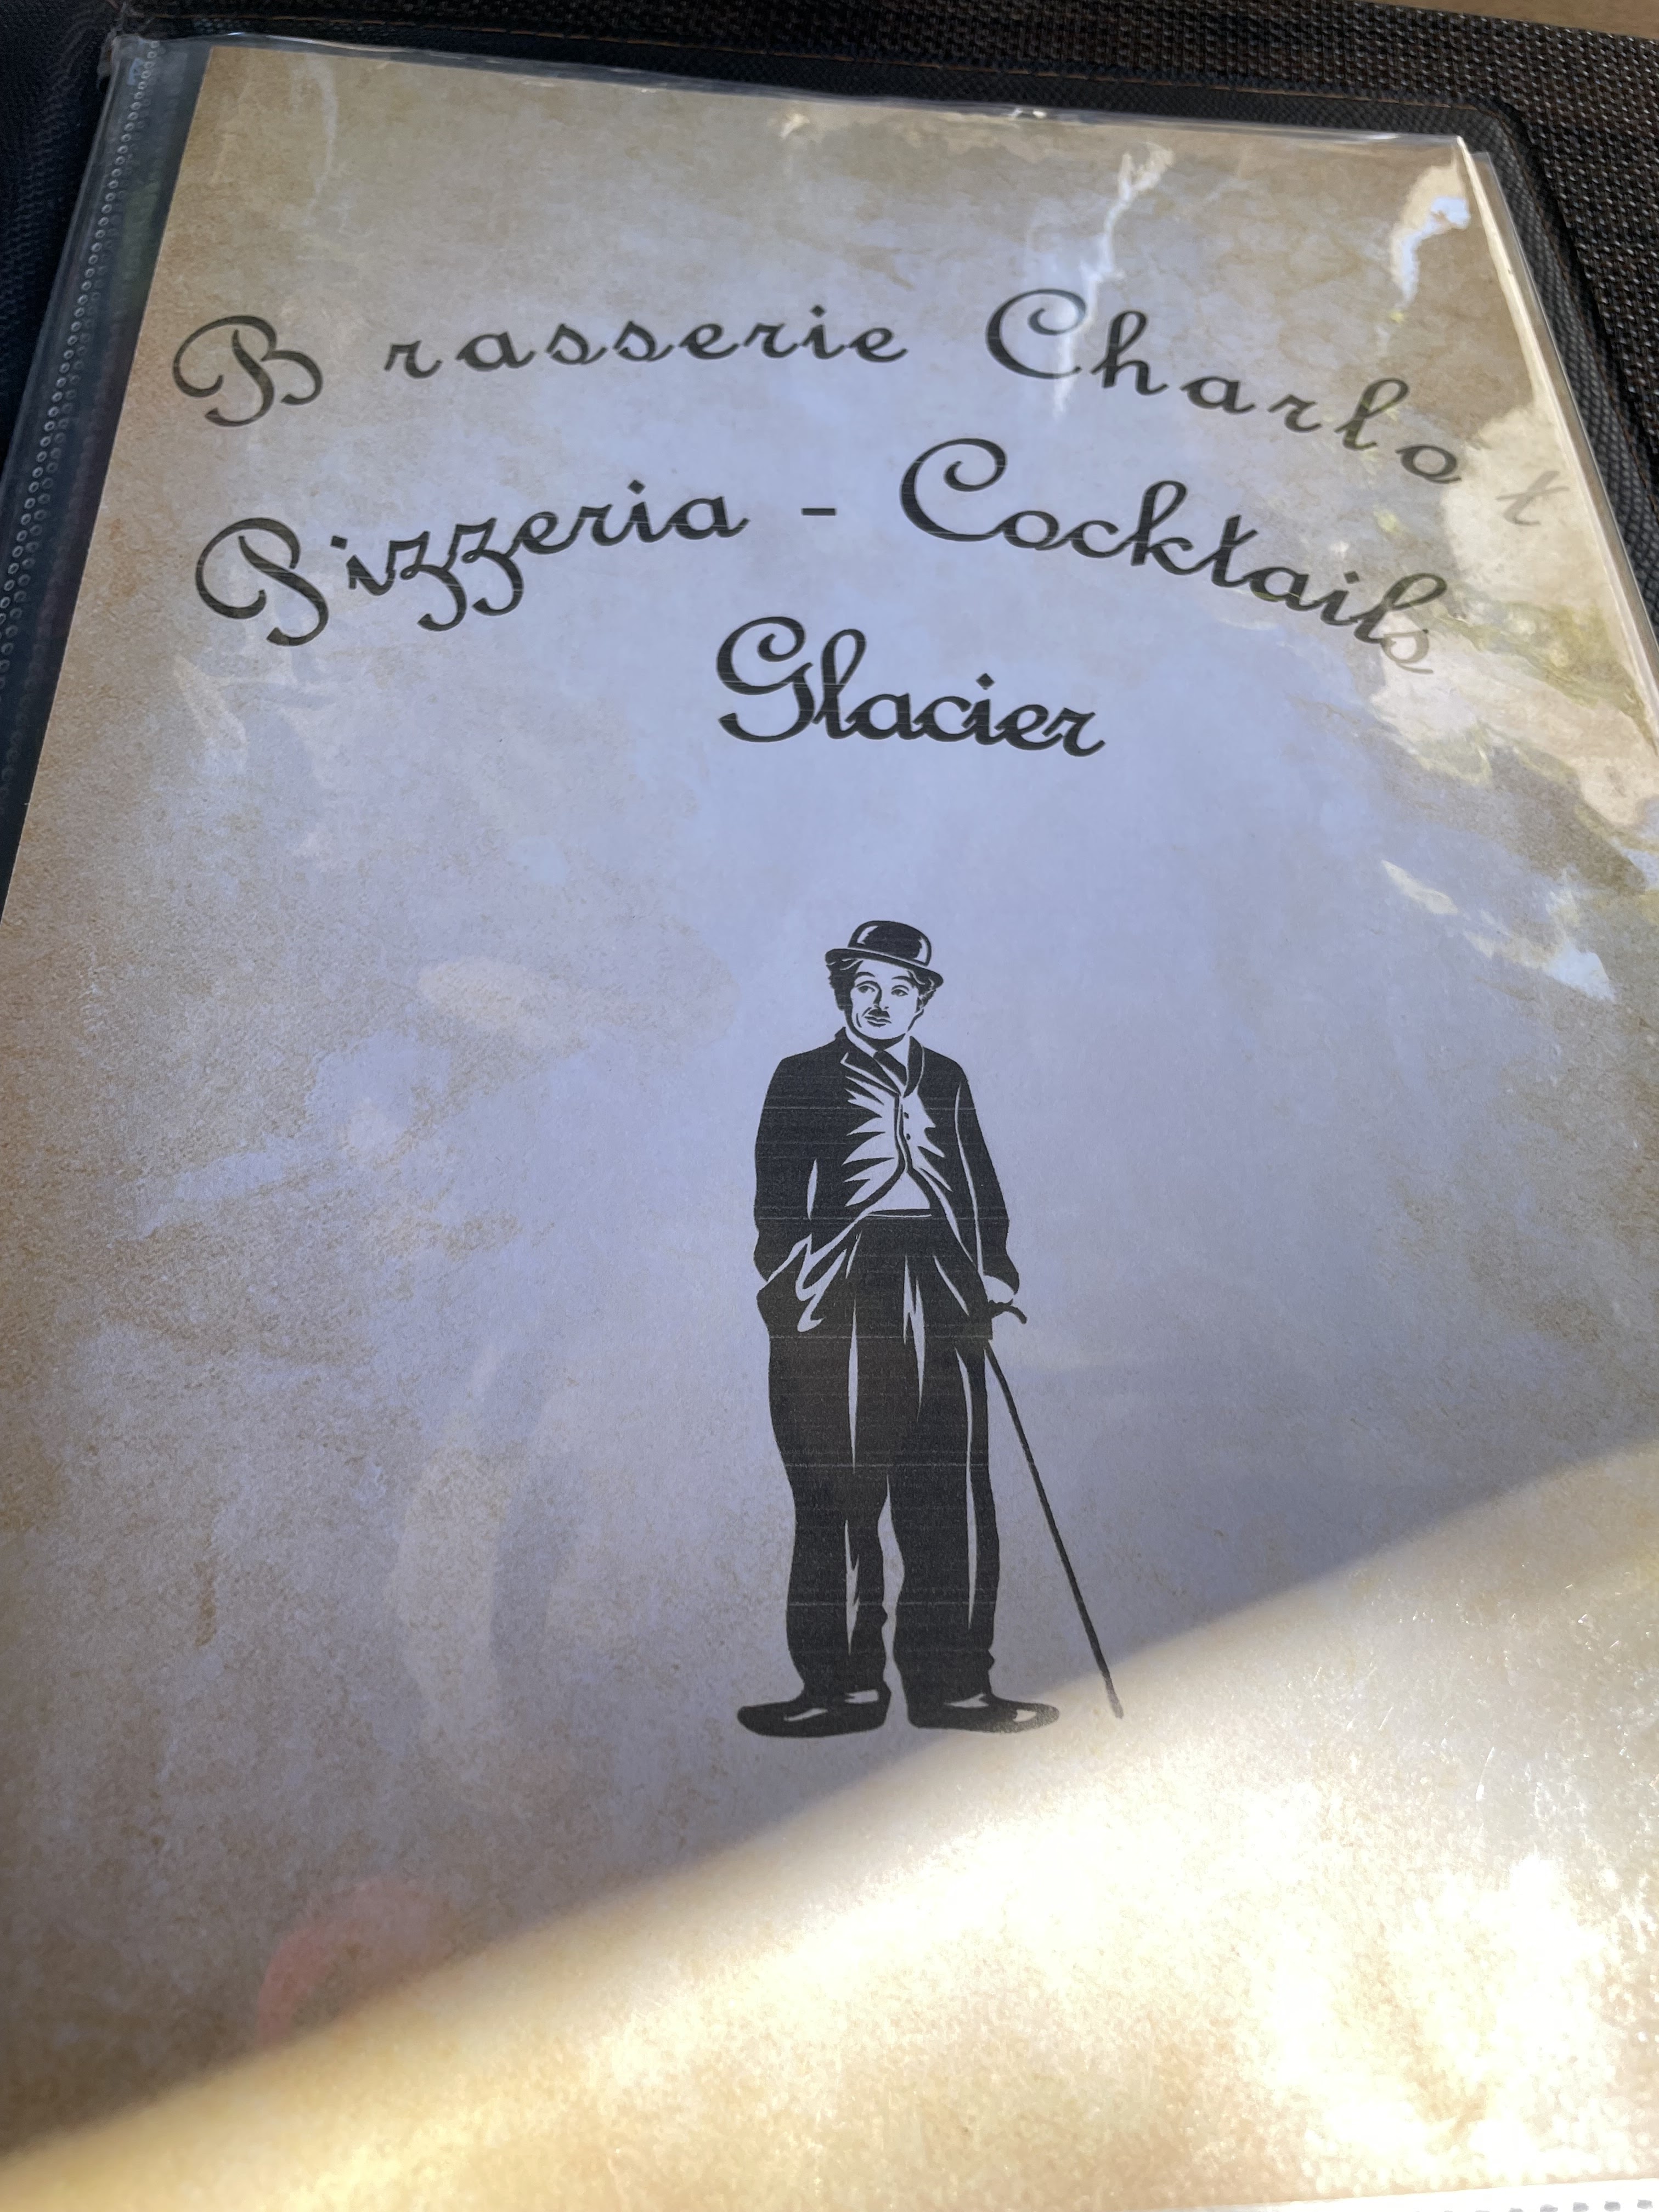 Brasserie Charlot
Pizzeria - Cocktails
Glacier